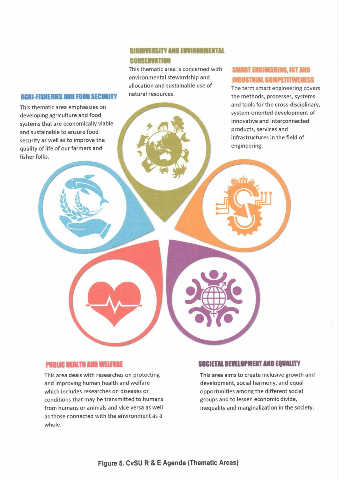 BIODIVERSITY AND ENVIRONMENTAL
CONSERVATION
This thematic area is concerned with
environmental stewardship and
allocation and sustainable use of
natural resources.
SMART ENGINEERING, ICT AND
INDUSTRIAL COMPETITIVENESS
The term smart engineering covers
the methods, processes, systems
and tools for the cross-disciplinary,
system-oriented development of
innovative and interconnected
products, services and
infrastructures in the field of
engineering.
AGRI-FISHERIES AND FOOD SECURITY
This thematic area emphasizes on
developing agriculture and food
systems that are economically viable
and sustainable to ensure food
security as well as to improve the
quality of life of our farmers and
fisher folks.
PUBLIC HEALTH AND WELFARE
This area deals with researches on protecting
and improving human health and welfare
which includes researches on diseases or
conditions that may be transmitted to humans
from humans or animals and vice versa as well
as those connected with the environment as a
whole.
SOCIETAL DEVELOPMENT AND EQUALITY
This area aims to create inclusive growth and
development, social harmony, and equal
opportunities among the different social
groups and to lessen economic divide,
inequality and marginalization in the society.
Figure 5. CvSU R & E Agenda (Thematic Areas)